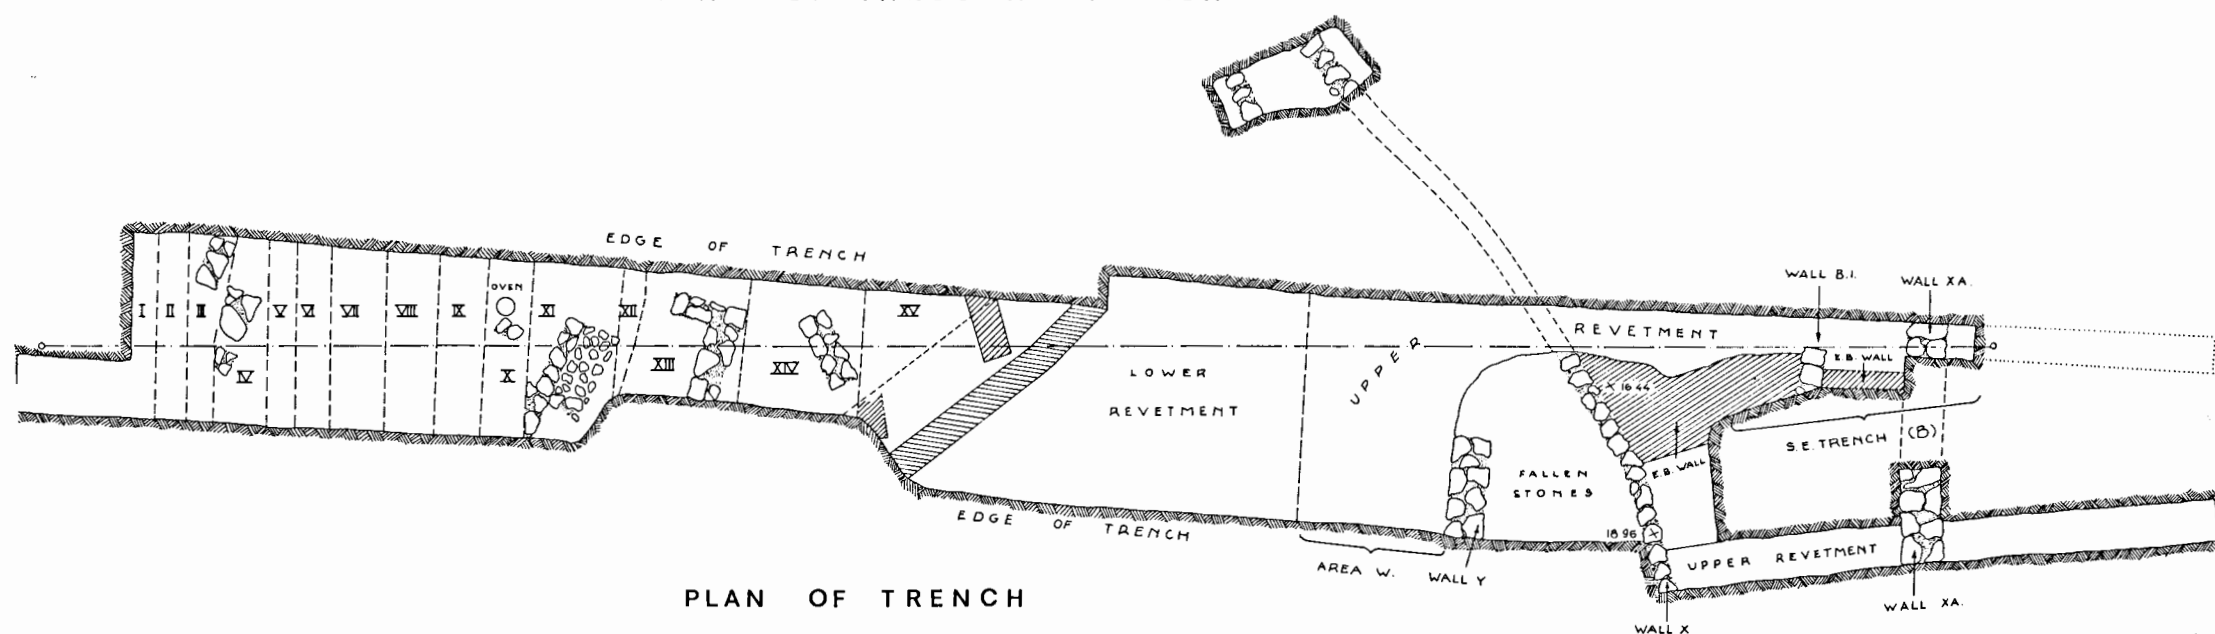 EDGE OF TRENCH
OVEN
I II III V VI VII VIII IX XI XII XV
IV X XIII XIV
LOWER
REVETMENT
UPPER
REVETMENT
WALL B.I.
WALL XA.
E.B. WALL
1644
S.E. TRENCH (B)
E.B. WALL
FALLEN
STONES
1896
EDGE OF TRENCH
AREA W.
WALL Y
UPPER REVETMENT
WALL XA.
WALL X
PLAN OF TRENCH